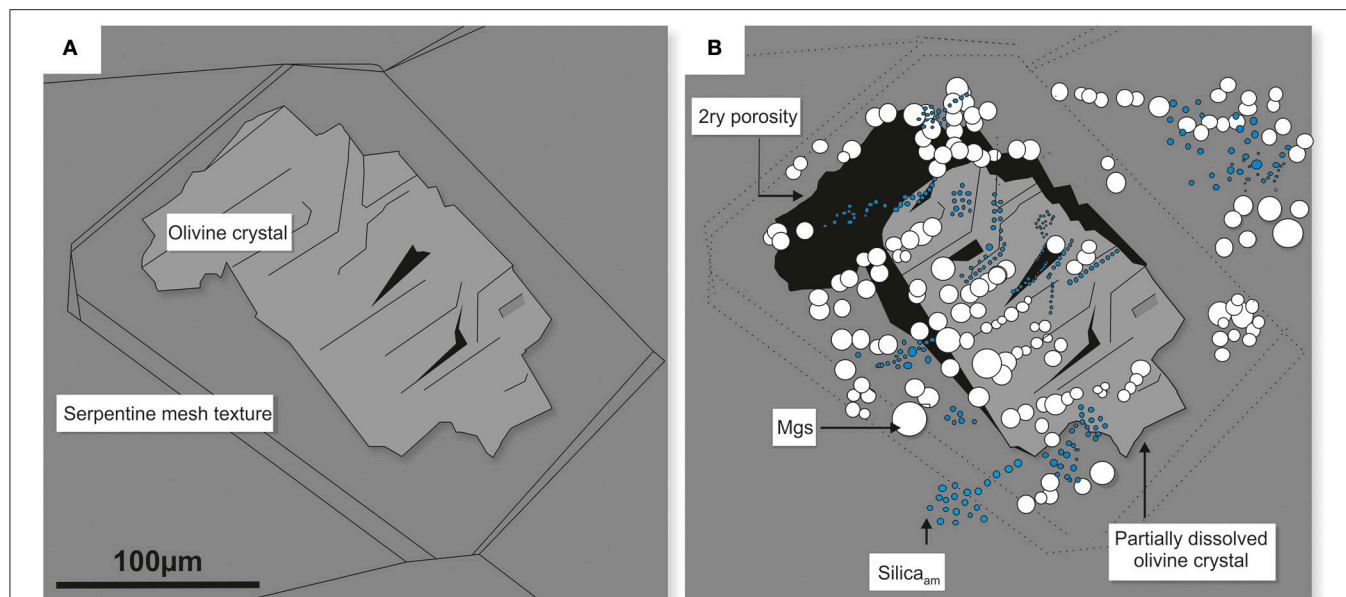 A
Olivine crystal
Serpentine mesh texture
100µm
B
2ry porosity
Mgs
Silicaam
Partially dissolved
olivine crystal